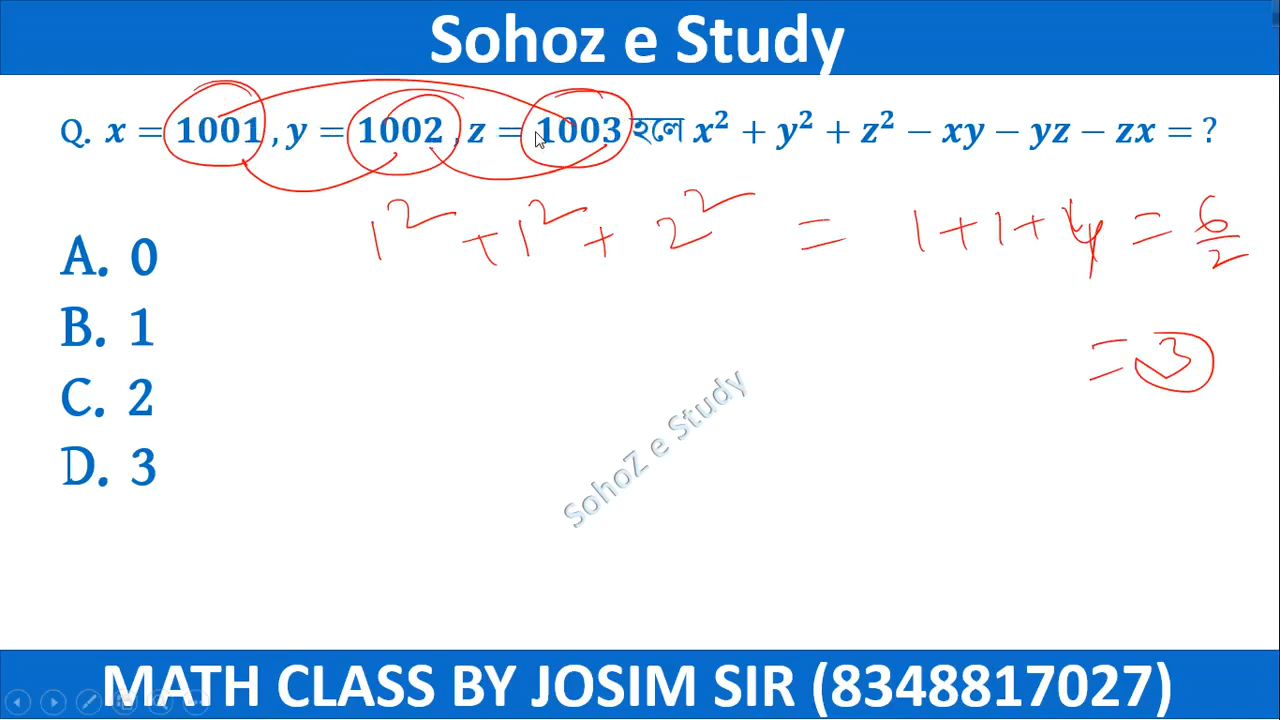 Sohoz e Study
Q. x = 1001 , y = 1002 , z = 1003 হলে x² + y² + z² − xy − yz − zx = ?
1² + 1² + 2² = 1 + 1 + 4 = 6/2
= 3
A. 0
B. 1
C. 2
D. 3
SohoZ e Study
MATH CLASS BY JOSIM SIR (8348817027)